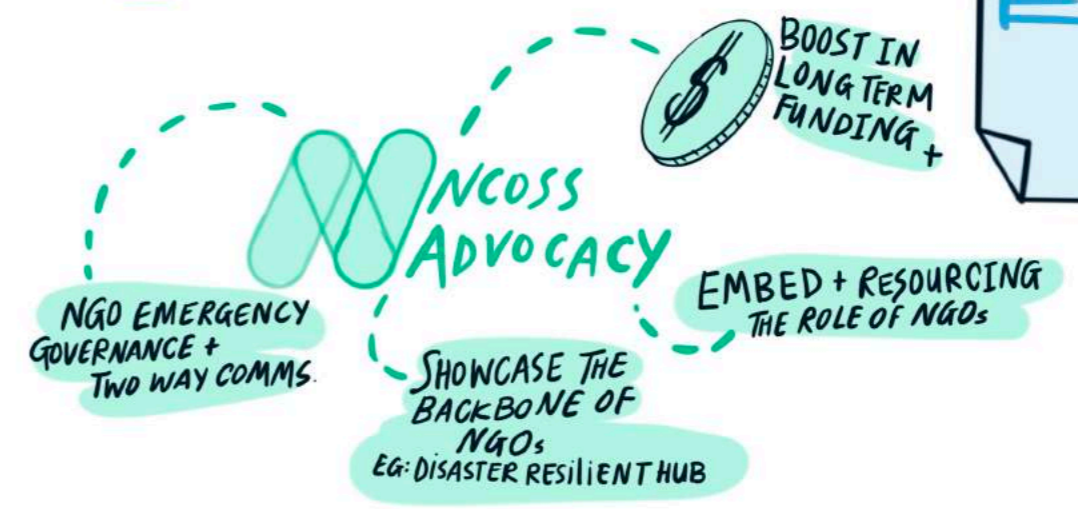 BOOST IN
LONG TERM
FUNDING +
NCOSS
ADVOCACY
EMBED + RESOURCING
THE ROLE OF NGOs
NGO EMERGENCY
GOVERNANCE +
TWO WAY COMMS.
SHOWCASE THE
BACKBONE OF
NGOs
EG: DISASTER RESILIENT HUB